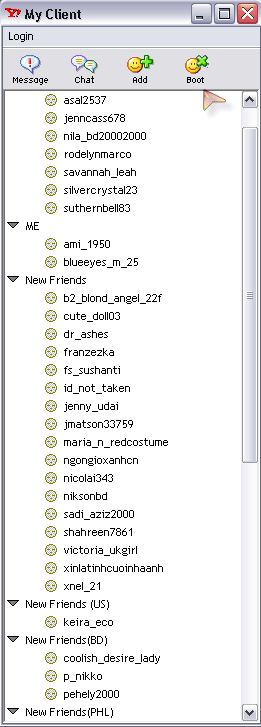 Y! My Client
Login
Message Chat Add Boot
asal2537
jenncass678
nila_bd20002000
rodelynmarco
savannah_leah
silvercrystal23
suthernbell83
ME
ami_1950
blueeyes_m_25
New Friends
b2_blond_angel_22f
cute_doll03
dr_ashes
franzezka
fs_sushanti
id_not_taken
jenny_udai
jmatson33759
maria_n_redcostume
ngongioxanhcn
nicolai343
niksonbd
sadi_aziz2000
shahreen7861
victoria_ukgirl
xinlatinhcuoinhaanh
xnel_21
New Friends (US)
keira_eco
New Friends(BD)
coolish_desire_lady
p_nikko
pehely2000
New Friends(PHL)